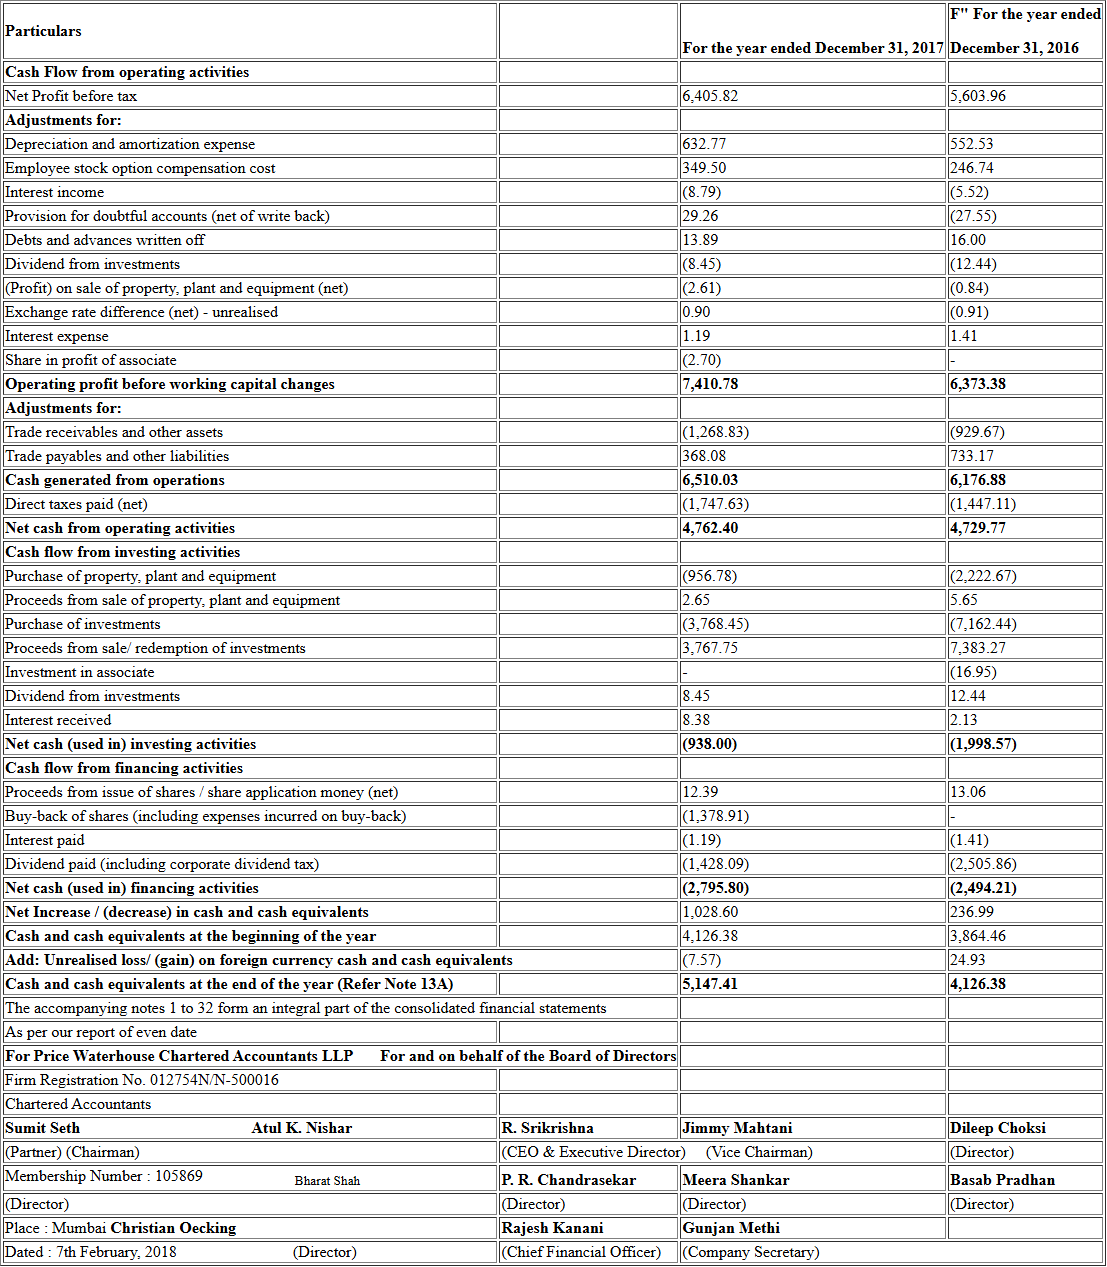 Particulars For the year ended December 31, 2017 F" For the year ended
December 31, 2016
Cash Flow from operating activities
Net Profit before tax 6,405.82 5,603.96
Adjustments for:
Depreciation and amortization expense 632.77 552.53
Employee stock option compensation cost 349.50 246.74
Interest income (8.79) (5.52)
Provision for doubtful accounts (net of write back) 29.26 (27.55)
Debts and advances written off 13.89 16.00
Dividend from investments (8.45) (12.44)
(Profit) on sale of property, plant and equipment (net) (2.61) (0.84)
Exchange rate difference (net) - unrealised 0.90 (0.91)
Interest expense 1.19 1.41
Share in profit of associate (2.70) -
Operating profit before working capital changes 7,410.78 6,373.38
Adjustments for:
Trade receivables and other assets (1,268.83) (929.67)
Trade payables and other liabilities 368.08 733.17
Cash generated from operations 6,510.03 6,176.88
Direct taxes paid (net) (1,747.63) (1,447.11)
Net cash from operating activities 4,762.40 4,729.77
Cash flow from investing activities
Purchase of property, plant and equipment (956.78) (2,222.67)
Proceeds from sale of property, plant and equipment 2.65 5.65
Purchase of investments (3,768.45) (7,162.44)
Proceeds from sale/ redemption of investments 3,767.75 7,383.27
Investment in associate - (16.95)
Dividend from investments 8.45 12.44
Interest received 8.38 2.13
Net cash (used in) investing activities (938.00) (1,998.57)
Cash flow from financing activities
Proceeds from issue of shares / share application money (net) 12.39 13.06
Buy-back of shares (including expenses incurred on buy-back) (1,378.91) -
Interest paid (1.19) (1.41)
Dividend paid (including corporate dividend tax) (1,428.09) (2,505.86)
Net cash (used in) financing activities (2,795.80) (2,494.21)
Net Increase / (decrease) in cash and cash equivalents 1,028.60 236.99
Cash and cash equivalents at the beginning of the year 4,126.38 3,864.46
Add: Unrealised loss/ (gain) on foreign currency cash and cash equivalents (7.57) 24.93
Cash and cash equivalents at the end of the year (Refer Note 13A) 5,147.41 4,126.38
The accompanying notes 1 to 32 form an integral part of the consolidated financial statements
As per our report of even date
For Price Waterhouse Chartered Accountants LLP For and on behalf of the Board of Directors
Firm Registration No. 012754N/N-500016
Chartered Accountants
Sumit Seth Atul K. Nishar R. Srikrishna Jimmy Mahtani Dileep Choksi
(Partner) (Chairman) (CEO & Executive Director) (Vice Chairman) (Director)
Membership Number : 105869 Bharat Shah P. R. Chandrasekar Meera Shankar Basab Pradhan
(Director) (Director) (Director) (Director)
Place : Mumbai Christian Oecking Rajesh Kanani Gunjan Methi
Dated : 7th February, 2018 (Director) (Chief Financial Officer) (Company Secretary)